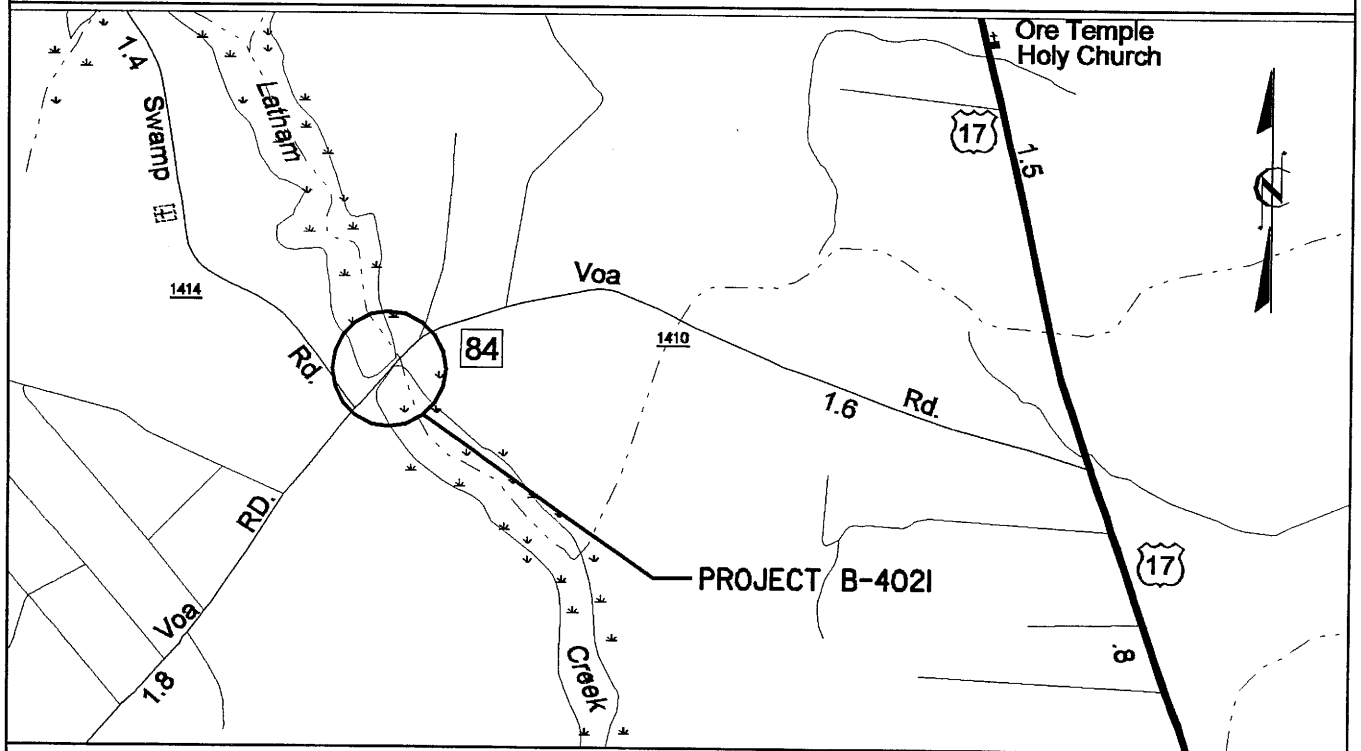 Ore Temple
Holy Church
17
1.5
1.4
Swamp
Rd.
1414
Latham
Creek
Voa
1410
Rd.
1.6
84
N
RD.
Voa
1.8
PROJECT B-4021
17
.8